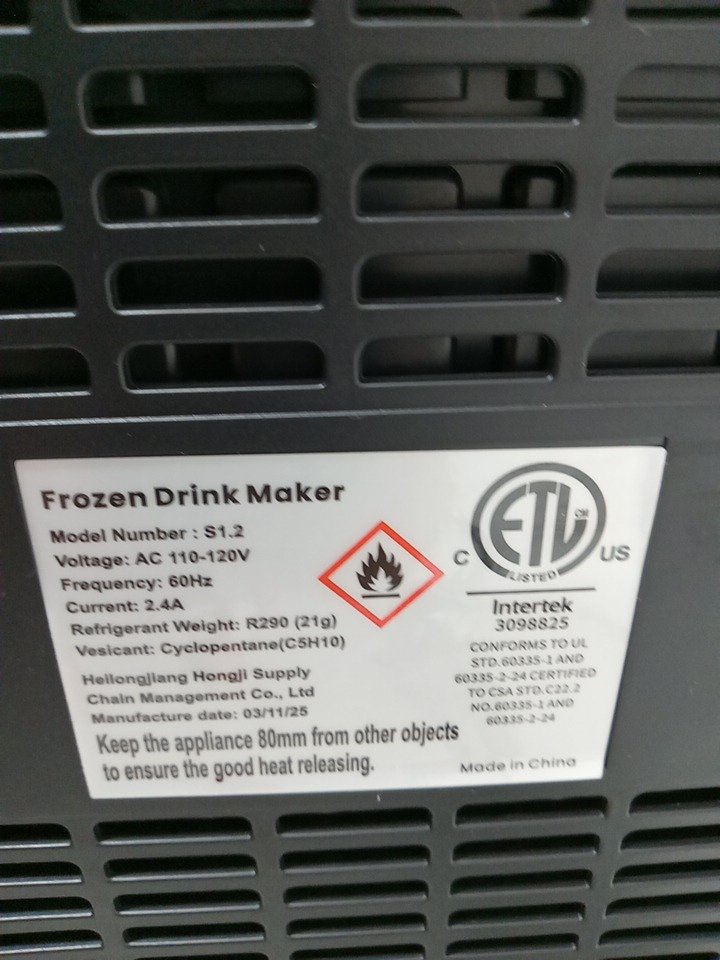 Frozen Drink Maker
Model Number : S1.2
Voltage: AC 110-120V
Frequency: 60Hz
Current: 2.4A
Refrigerant Weight: R290 (21g)
Vesicant: Cyclopentane(C5H10)
Heilongjiang Hongji Supply
Chain Management Co., Ltd
Manufacture date: 03/11/25
Keep the appliance 80mm from other objects
to ensure the good heat releasing.
ETL CM
C US
LISTED
Intertek
3098825
CONFORMS TO UL
STD.60335-1 AND
60335-2-24 CERTIFIED
TO CSA STD.C22.2
NO.60335-1 AND
60335-2-24
Made in China